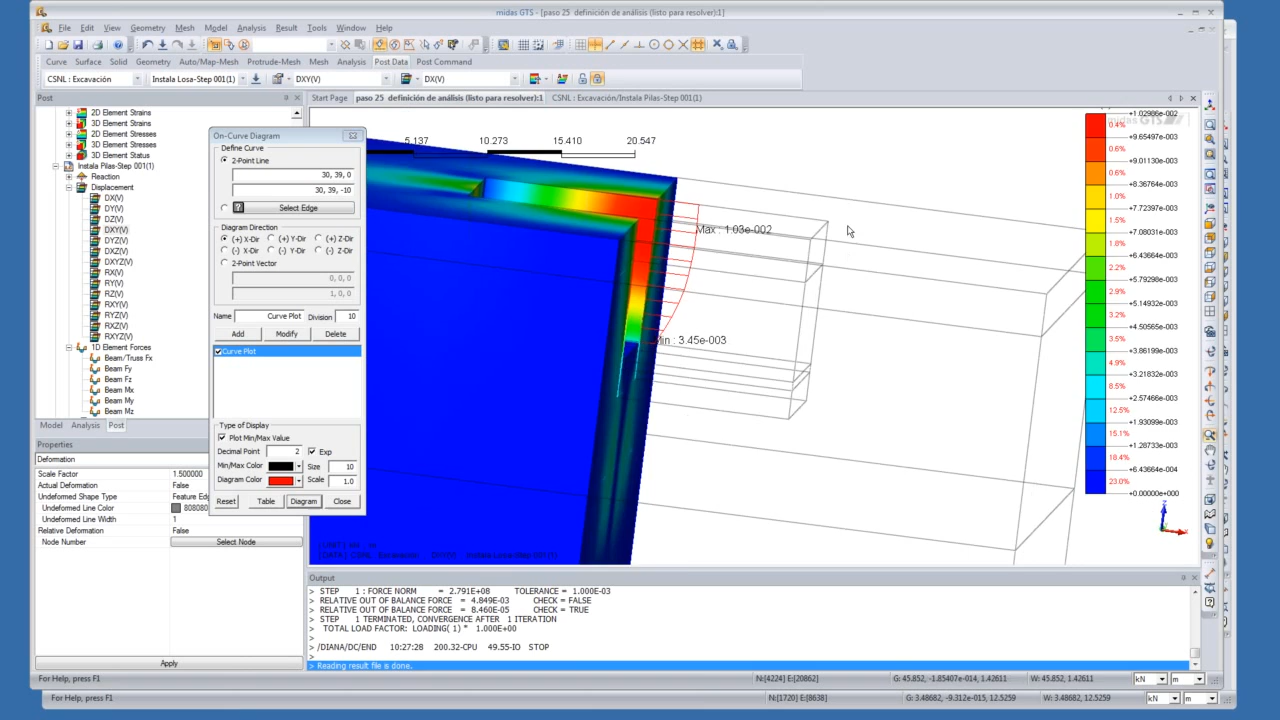 midas GTS - [paso 25 definición de análisis (listo para resolver):1]
File Edit View Geometry Mesh Model Analysis Result Tools Window Help
Curve Surface Solid Geometry Auto/Map-Mesh Protrude-Mesh Mesh Analysis Post Data Post Command
CSNL : Excavación Instala Losa-Step 001(1) DXY(V) DX(V)
Post
Start Page paso 25 definición de análisis (listo para resolver):1 CSNL : Excavación/Instala Pilas-Step 001(1)
2D Element Strains
3D Element Strains
2D Element Stresses
3D Element Stresses
3D Element Status
Instala Pilas-Step 001(1)
Reaction
Displacement
DX(V)
DY(V)
DZ(V)
DXY(V)
DYZ(V)
DXZ(V)
DXYZ(V)
RX(V)
RY(V)
RZ(V)
RXY(V)
RYZ(V)
RXZ(V)
RXYZ(V)
1D Element Forces
Beam/Truss Fx
Beam Fy
Beam Fz
Beam Mx
Beam My
Beam Mz
Model Analysis Post
Properties
Deformation
Scale Factor 1.500000
Actual Deformation False
Undeformed Shape Type Feature Edg
Undeformed Line Color 808080
Undeformed Line Width 1
Relative Deformation False
Node Number Select Node
Apply
On-Curve Diagram
Define Curve
2-Point Line
30, 39, 0
30, 39, -10
Select Edge
Diagram Direction
(+) X-Dir (+) Y-Dir (+) Z-Dir
(-) X-Dir (-) Y-Dir (-) Z-Dir
2-Point Vector
0, 0, 0
1, 0, 0
Name Curve Plot Division 10
Add Modify Delete
Curve Plot
Type of Display
Plot Min/Max Value
Decimal Point 2 Exp
Min/Max Color Size 10
Diagram Color Scale 1.0
Reset Table Diagram Close
5.137 10.273 15.410 20.547
Max : 1.03e-002
Min : 3.45e-003
midas GTS
+1.02986e-002
0.4%
+9.65497e-003
0.6%
+9.01130e-003
0.6%
+8.36764e-003
1.0%
+7.72397e-003
1.5%
+7.08031e-003
1.8%
+6.43664e-003
2.2%
+5.79298e-003
2.9%
+5.14932e-003
3.2%
+4.50565e-003
3.5%
+3.86199e-003
4.9%
+3.21832e-003
8.5%
+2.57466e-003
12.5%
+1.93099e-003
15.1%
+1.28733e-003
18.4%
+6.43664e-004
23.0%
+0.00000e+000
[DATA] CSNL : Excavación , DXY(V) , Instala Losa-Step 001(1)
Output
> STEP 1 : FORCE NORM = 2.791E+08 TOLERANCE = 1.000E-03
> RELATIVE OUT OF BALANCE FORCE = 4.849E-03 CHECK = FALSE
> RELATIVE OUT OF BALANCE FORCE = 8.460E-05 CHECK = TRUE
> STEP 1 TERMINATED, CONVERGENCE AFTER 1 ITERATION
> TOTAL LOAD FACTOR: LOADING( 1) * 1.000E+00
>
> /DIANA/DC/END 10:27:28 200.32-CPU 49.55-IO STOP
>
> Reading result file is done.
For Help, press F1 N:[4224] E:[20862] G: 45.852, -1.85407e-014, 1.42611 W: 45.852, 1.42611 kN m
For Help, press F1 N:[1720] E:[8638] G: 3.48682, -9.312e-015, 12.5259 W: 3.48682, 12.5259 kN m